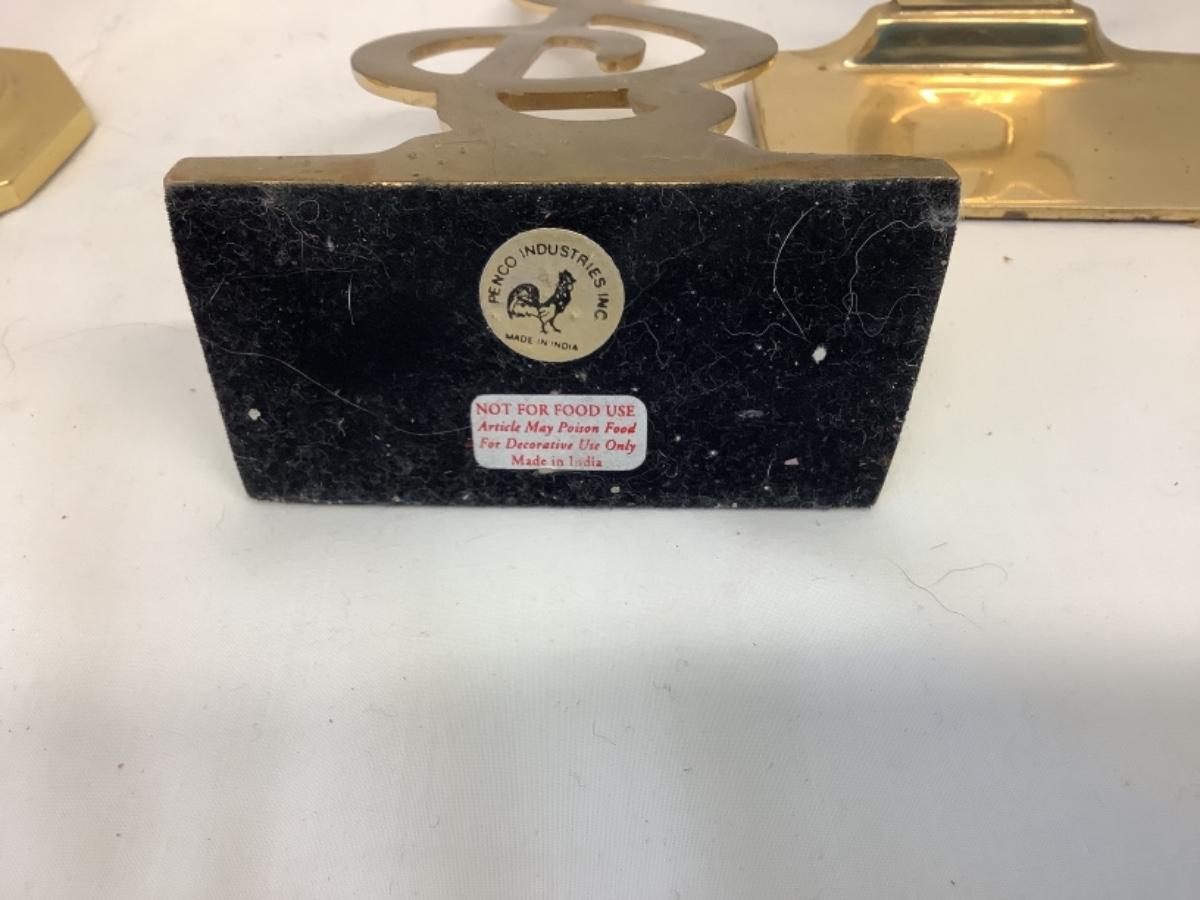 PENCO INDUSTRIES INC
MADE IN INDIA
NOT FOR FOOD USE
Article May Poison Food
For Decorative Use Only
Made in India